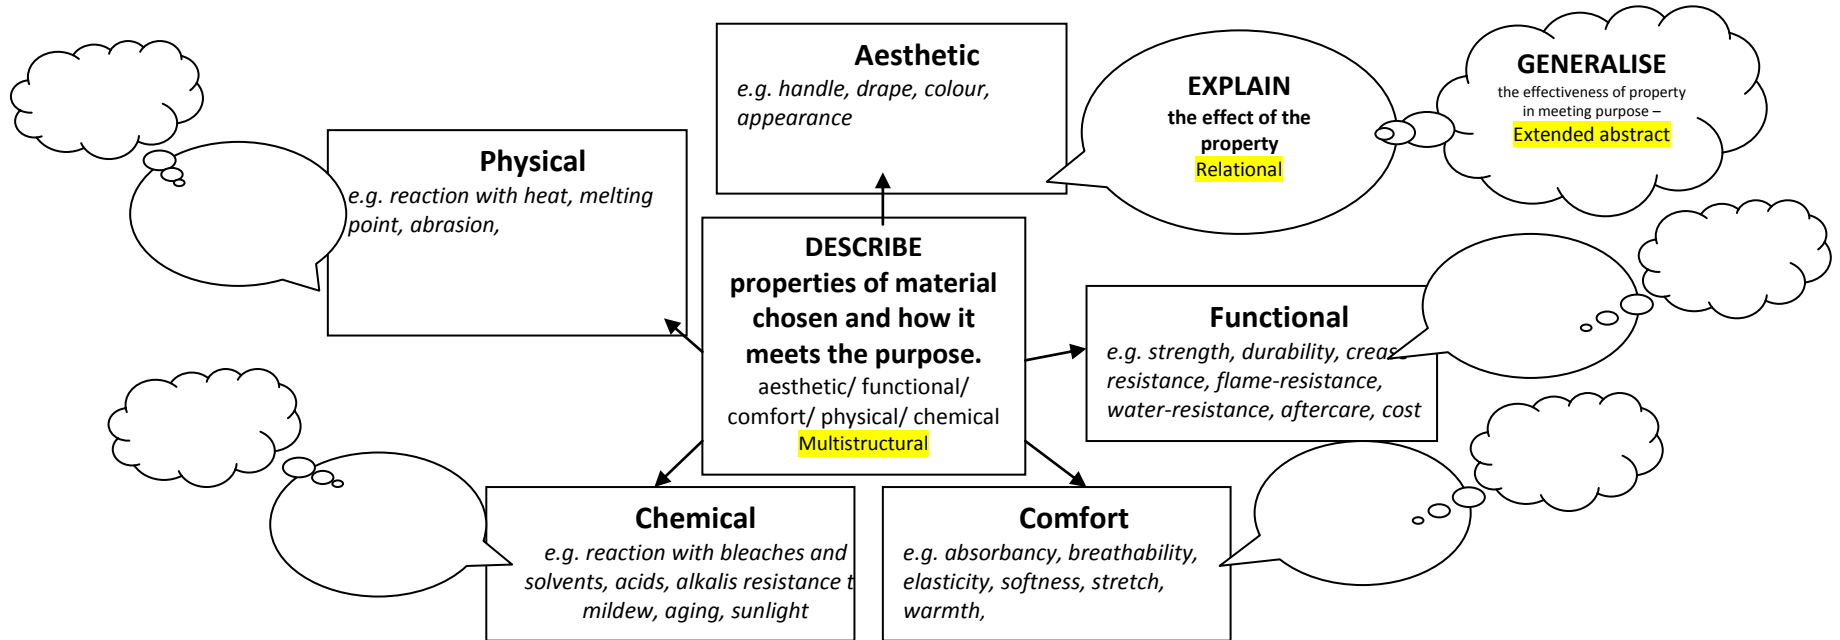 Aesthetic
e.g. handle, drape, colour,
appearance
EXPLAIN
the effect of the
property
Relational
GENERALISE
the effectiveness of property
in meeting purpose –
Extended abstract
Physical
e.g. reaction with heat, melting
point, abrasion,
DESCRIBE
properties of material
chosen and how it
meets the purpose.
aesthetic/ functional/
comfort/ physical/ chemical
Multistructural
Functional
e.g. strength, durability, crease
resistance, flame-resistance,
water-resistance, aftercare, cost
Chemical
e.g. reaction with bleaches and
solvents, acids, alkalis resistance t
mildew, aging, sunlight
Comfort
e.g. absorbancy, breathability,
elasticity, softness, stretch,
warmth,